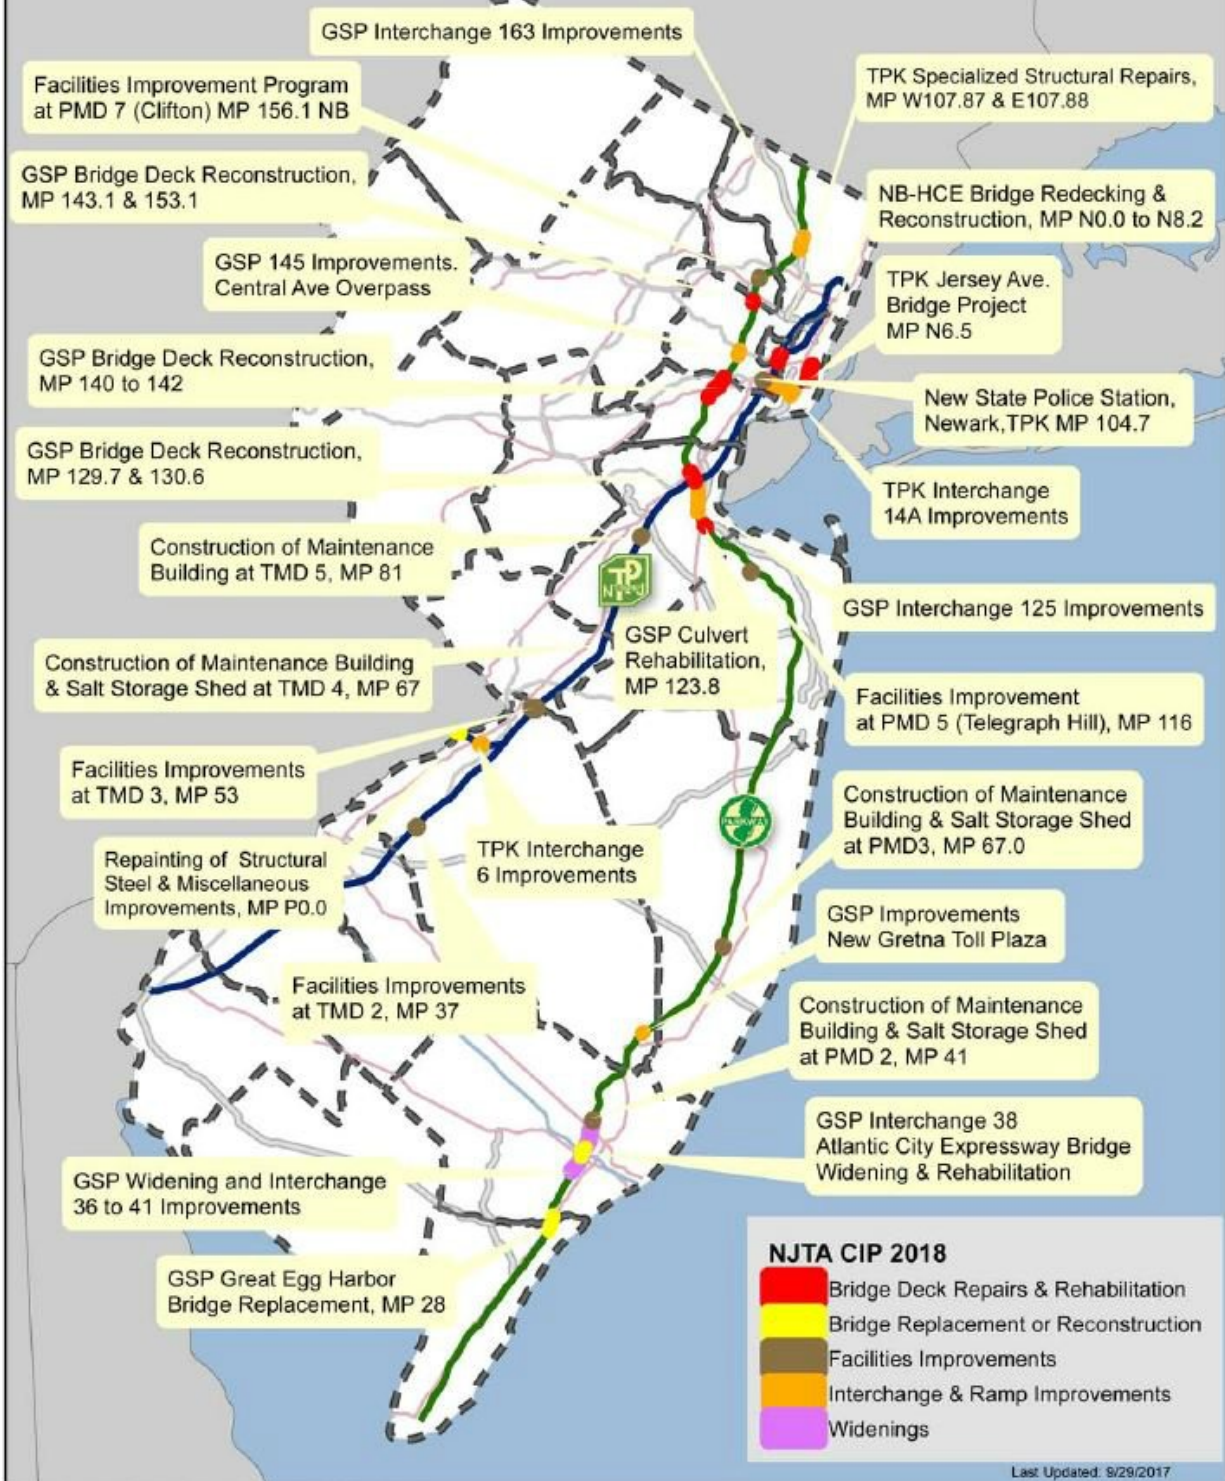 GSP Interchange 163 Improvements
Facilities Improvement Program
at PMD 7 (Clifton) MP 156.1 NB
TPK Specialized Structural Repairs,
MP W107.87 & E107.88
GSP Bridge Deck Reconstruction,
MP 143.1 & 153.1
NB-HCE Bridge Redecking &
Reconstruction, MP N0.0 to N8.2
GSP 145 Improvements.
Central Ave Overpass
TPK Jersey Ave.
Bridge Project
MP N6.5
GSP Bridge Deck Reconstruction,
MP 140 to 142
New State Police Station,
Newark,TPK MP 104.7
GSP Bridge Deck Reconstruction,
MP 129.7 & 130.6
TPK Interchange
14A Improvements
Construction of Maintenance
Building at TMD 5, MP 81
GSP Interchange 125 Improvements
GSP Culvert
Rehabilitation,
MP 123.8
Construction of Maintenance Building
& Salt Storage Shed at TMD 4, MP 67
Facilities Improvement
at PMD 5 (Telegraph Hill), MP 116
Facilities Improvements
at TMD 3, MP 53
Construction of Maintenance
Building & Salt Storage Shed
at PMD3, MP 67.0
PARKWAY
Repainting of Structural
Steel & Miscellaneous
Improvements, MP P0.0
TPK Interchange
6 Improvements
GSP Improvements
New Gretna Toll Plaza
Facilities Improvements
at TMD 2, MP 37
Construction of Maintenance
Building & Salt Storage Shed
at PMD 2, MP 41
GSP Interchange 38
Atlantic City Expressway Bridge
Widening & Rehabilitation
GSP Widening and Interchange
36 to 41 Improvements
GSP Great Egg Harbor
Bridge Replacement, MP 28
NJTA CIP 2018
Bridge Deck Repairs & Rehabilitation
Bridge Replacement or Reconstruction
Facilities Improvements
Interchange & Ramp Improvements
Widenings
Last Updated: 9/29/2017